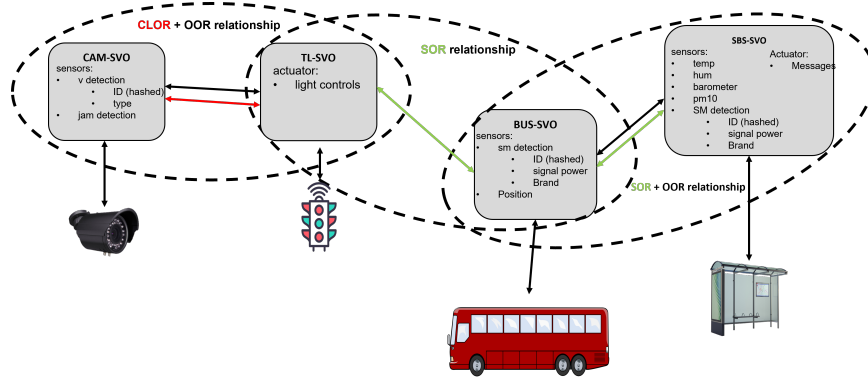 CLOR + OOR relationship
CAM-SVO
sensors:
• v detection
• ID (hashed)
• type
• jam detection
TL-SVO
actuator:
• light controls
SOR relationship
BUS-SVO
sensors:
• sm detection
• ID (hashed)
• signal power
• Brand
• Position
SBS-SVO
sensors:
• temp
• hum
• barometer
• pm10
• SM detection
• ID (hashed)
• signal power
• Brand
Actuator:
• Messages
SOR + OOR relationship